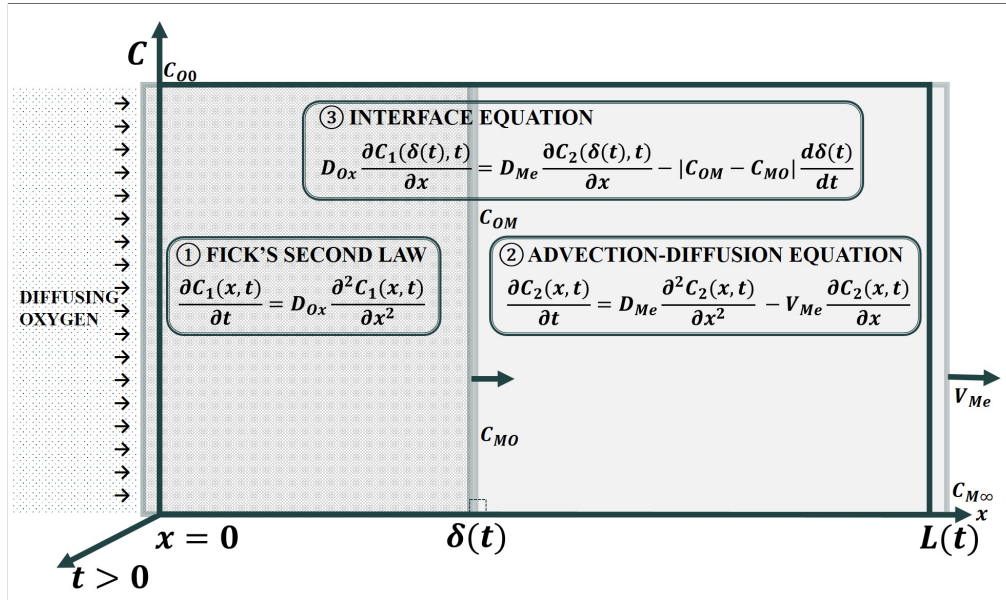 C
C_{O0}
③ INTERFACE EQUATION
D_{Ox} ∂C_1(δ(t), t)/∂x = D_{Me} ∂C_2(δ(t), t)/∂x − |C_{OM} − C_{MO}| dδ(t)/dt
C_{OM}
① FICK'S SECOND LAW
∂C_1(x, t)/∂t = D_{Ox} ∂²C_1(x, t)/∂x²
② ADVECTION-DIFFUSION EQUATION
∂C_2(x, t)/∂t = D_{Me} ∂²C_2(x, t)/∂x² − V_{Me} ∂C_2(x, t)/∂x
DIFFUSING
OXYGEN
V_{Me}
C_{MO}
C_{M∞}
x
x = 0
δ(t)
L(t)
t > 0